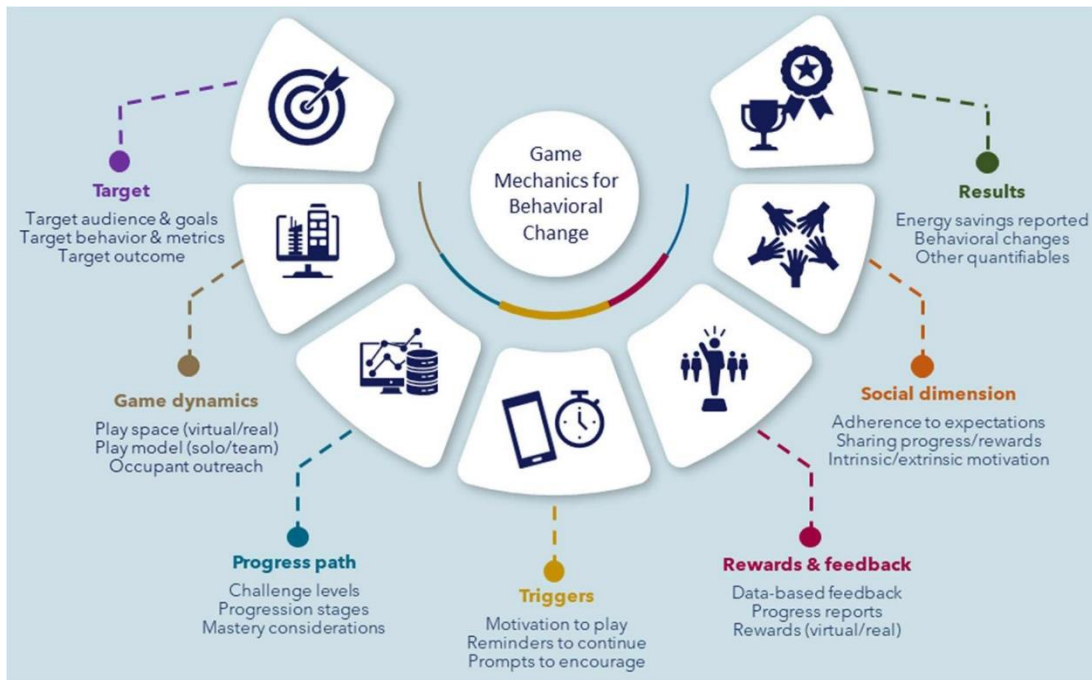 Game
Mechanics for
Behavioral
Change
Target
Target audience & goals
Target behavior & metrics
Target outcome
Game dynamics
Play space (virtual/real)
Play model (solo/team)
Occupant outreach
Progress path
Challenge levels
Progression stages
Mastery considerations
Triggers
Motivation to play
Reminders to continue
Prompts to encourage
Rewards & feedback
Data-based feedback
Progress reports
Rewards (virtual/real)
Social dimension
Adherence to expectations
Sharing progress/rewards
Intrinsic/extrinsic motivation
Results
Energy savings reported
Behavioral changes
Other quantifiables